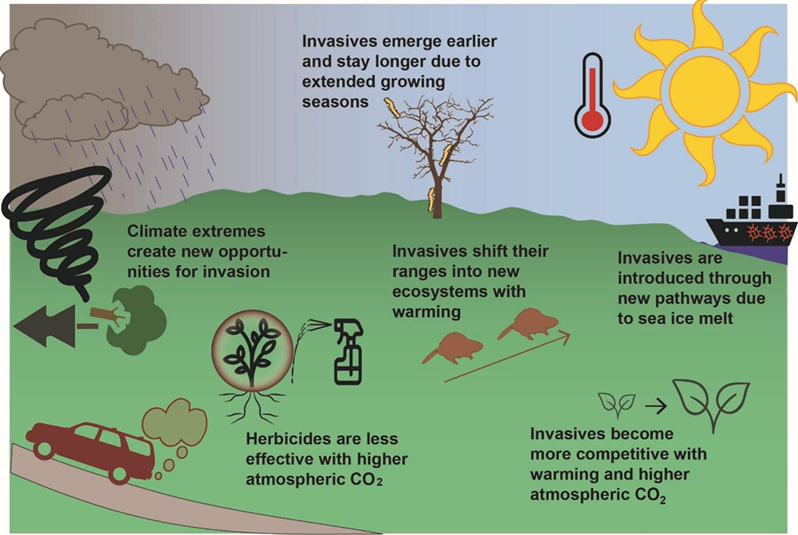 Invasives emerge earlier
and stay longer due to
extended growing
seasons
Climate extremes
create new opportu-
nities for invasion
Invasives shift their
ranges into new
ecosystems with
warming
Invasives are
introduced through
new pathways due
to sea ice melt
Herbicides are less
effective with higher
atmospheric CO₂
Invasives become
more competitive with
warming and higher
atmospheric CO₂